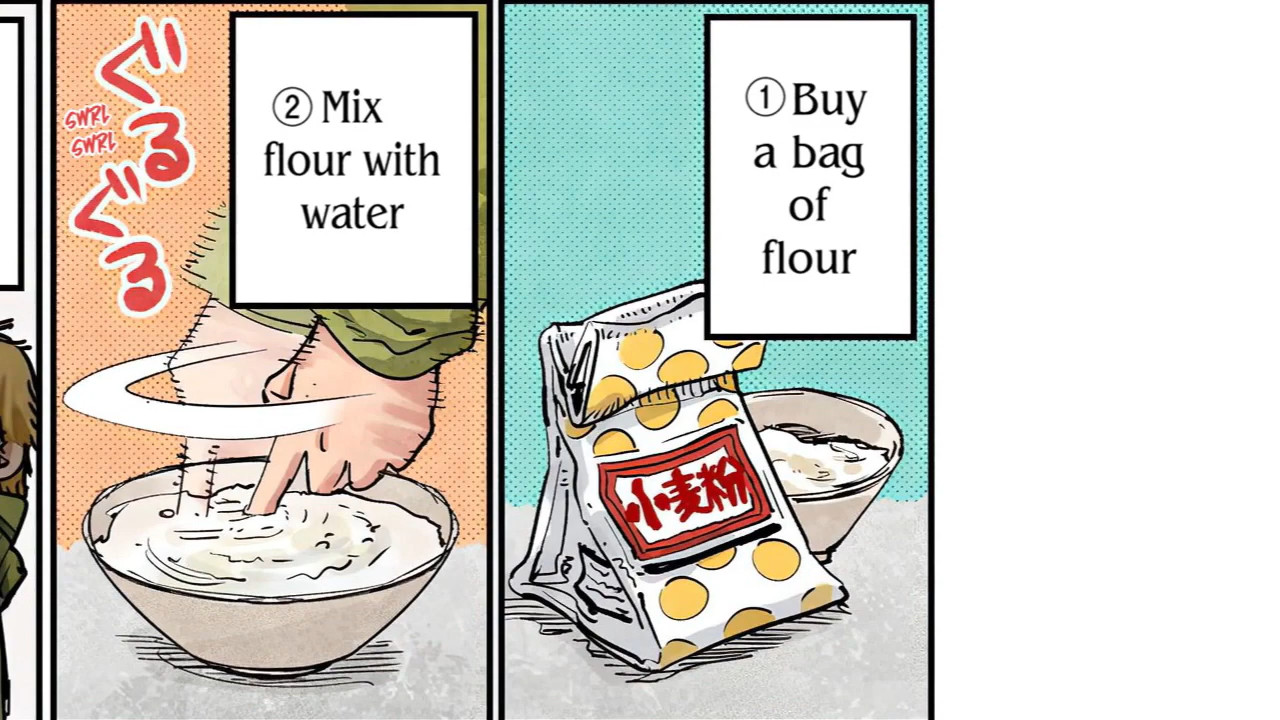 ①Buy
a bag
of
flour
小麦粉
②Mix
flour with
water
ぐるぐる
SWRL
SWRL